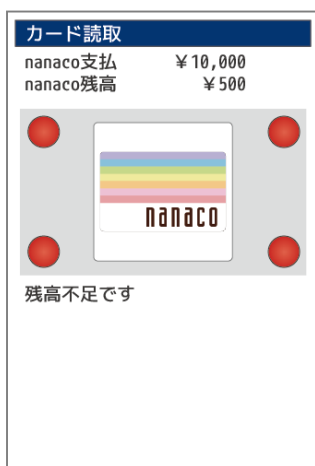 カード読取
nanaco支払 ￥10,000
nanaco残高 ￥500
nanaco
残高不足です